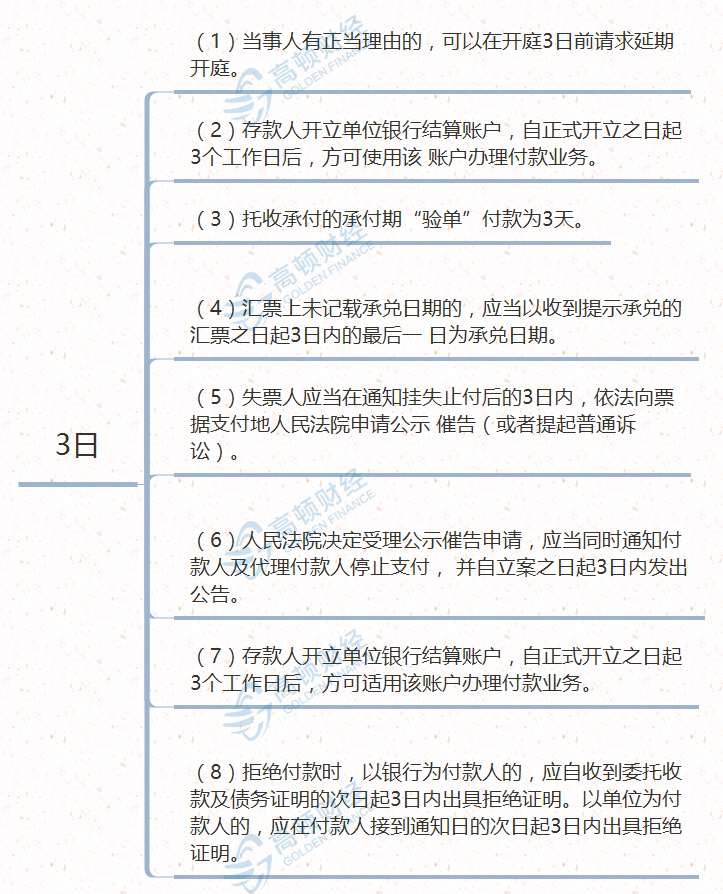 （1）当事人有正当理由的，可以在开庭3日前请求延期
开庭。
（2）存款人开立单位银行结算账户，自正式开立之日起
3个工作日后，方可使用该 账户办理付款业务。
（3）托收承付的承付期“验单”付款为3天。
（4）汇票上未记载承兑日期的，应当以收到提示承兑的
汇票之日起3日内的最后一 日为承兑日期。
（5）失票人应当在通知挂失止付后的3日内，依法向票
据支付地人民法院申请公示 催告（或者提起普通诉
讼）。
3日
（6）人民法院决定受理公示催告申请，应当同时通知付
款人及代理付款人停止支付， 并自立案之日起3日内发出
公告。
（7）存款人开立单位银行结算账户，自正式开立之日起
3个工作日后，方可适用该账户办理付款业务。
（8）拒绝付款时，以银行为付款人的，应自收到委托收
款及债务证明的次日起3日内出具拒绝证明。以单位为付
款人的，应在付款人接到通知日的次日起3日内出具拒绝
证明。
高顿财经
GOLDEN FINANCE
高顿财经
GOLDEN FINANCE
高顿财经
GOLDEN FINANCE
高顿财经
GOLDEN FINANCE
高顿财经
GOLDEN FINANCE